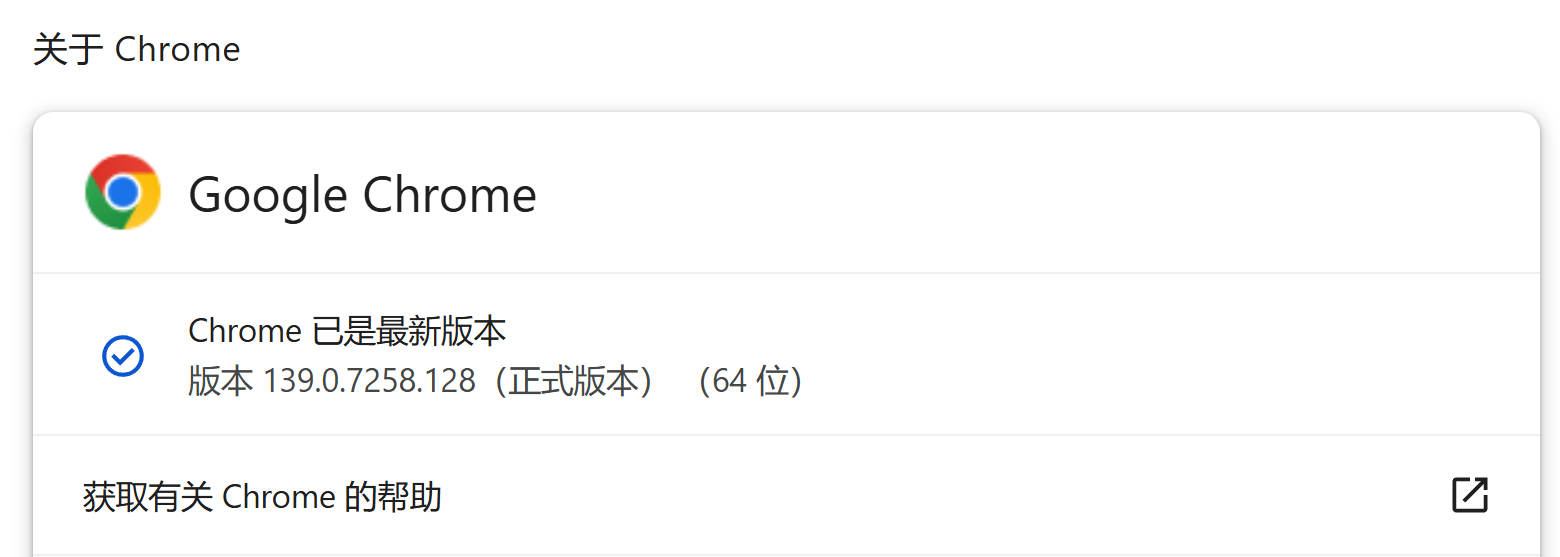 关于 Chrome
Google Chrome
Chrome 已是最新版本
版本 139.0.7258.128（正式版本） （64 位）
获取有关 Chrome 的帮助